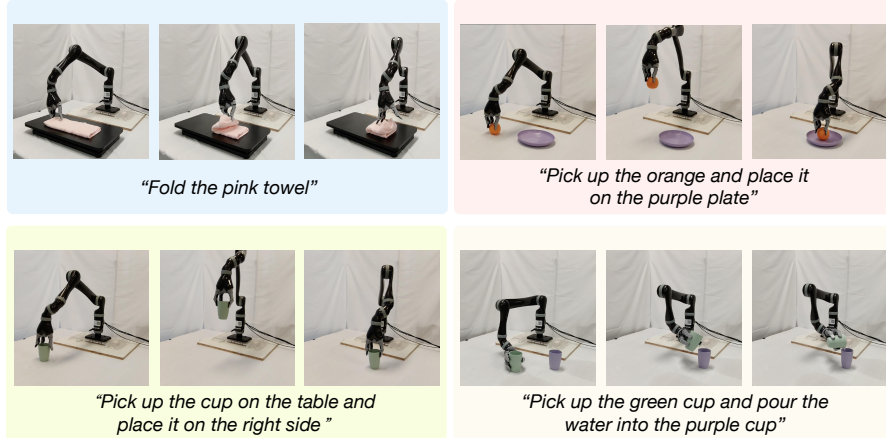 “Fold the pink towel”
“Pick up the orange and place it
on the purple plate”
“Pick up the cup on the table and
place it on the right side ”
“Pick up the green cup and pour the
water into the purple cup”